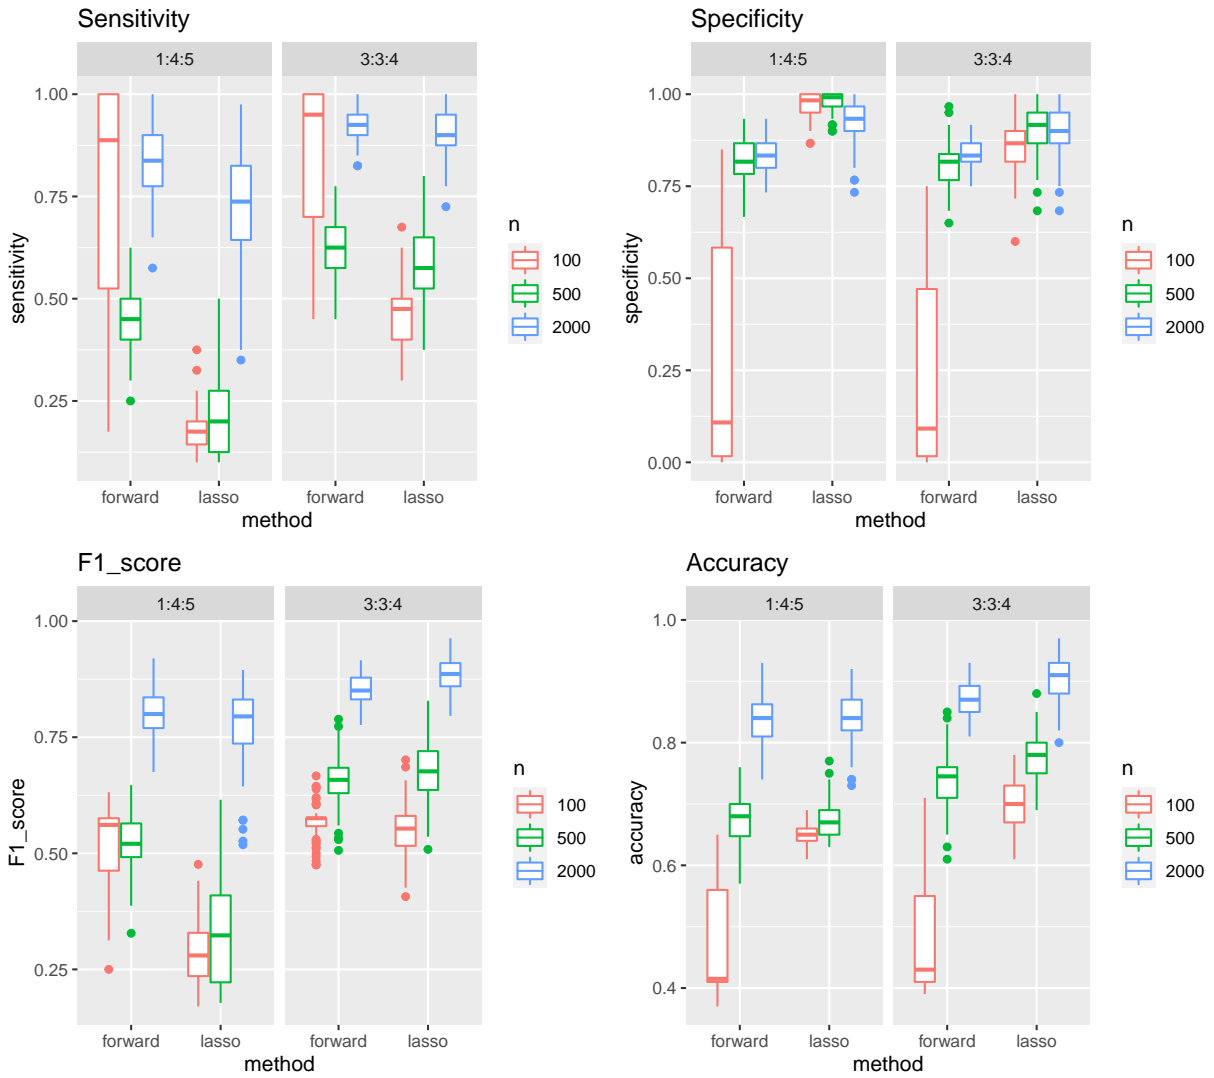 Sensitivity
1:4:5 3:3:4
1.00
0.75
0.50
0.25
sensitivity
forward lasso forward lasso
method
n
100
500
2000
Specificity
1:4:5 3:3:4
1.00
0.75
0.50
0.25
0.00
specificity
forward lasso forward lasso
method
n
100
500
2000
F1_score
1:4:5 3:3:4
1.00
0.75
0.50
0.25
F1_score
forward lasso forward lasso
method
n
100
500
2000
Accuracy
1:4:5 3:3:4
1.0
0.8
0.6
0.4
accuracy
forward lasso forward lasso
method
n
100
500
2000